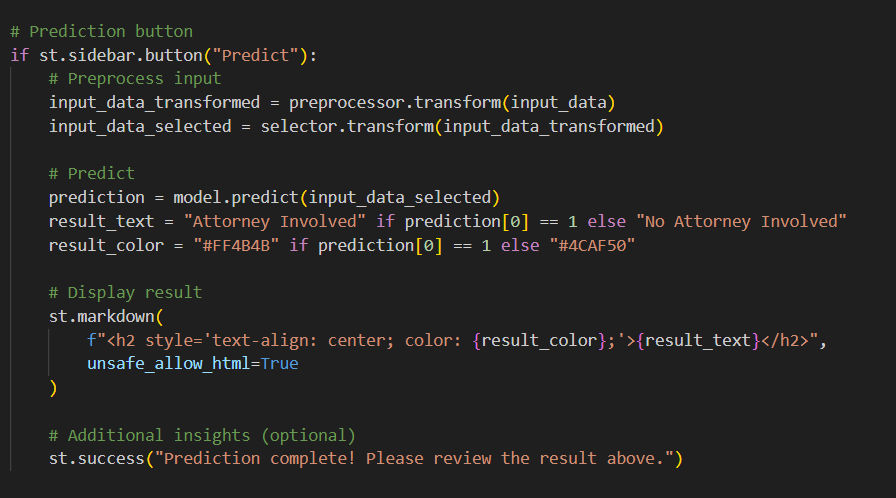 # Prediction button
if st.sidebar.button("Predict"):
    # Preprocess input
    input_data_transformed = preprocessor.transform(input_data)
    input_data_selected = selector.transform(input_data_transformed)

    # Predict
    prediction = model.predict(input_data_selected)
    result_text = "Attorney Involved" if prediction[0] == 1 else "No Attorney Involved"
    result_color = "#FF4B4B" if prediction[0] == 1 else "#4CAF50"

    # Display result
    st.markdown(
        f"<h2 style='text-align: center; color: {result_color};'>{result_text}</h2>",
        unsafe_allow_html=True
    )

    # Additional insights (optional)
    st.success("Prediction complete! Please review the result above.")